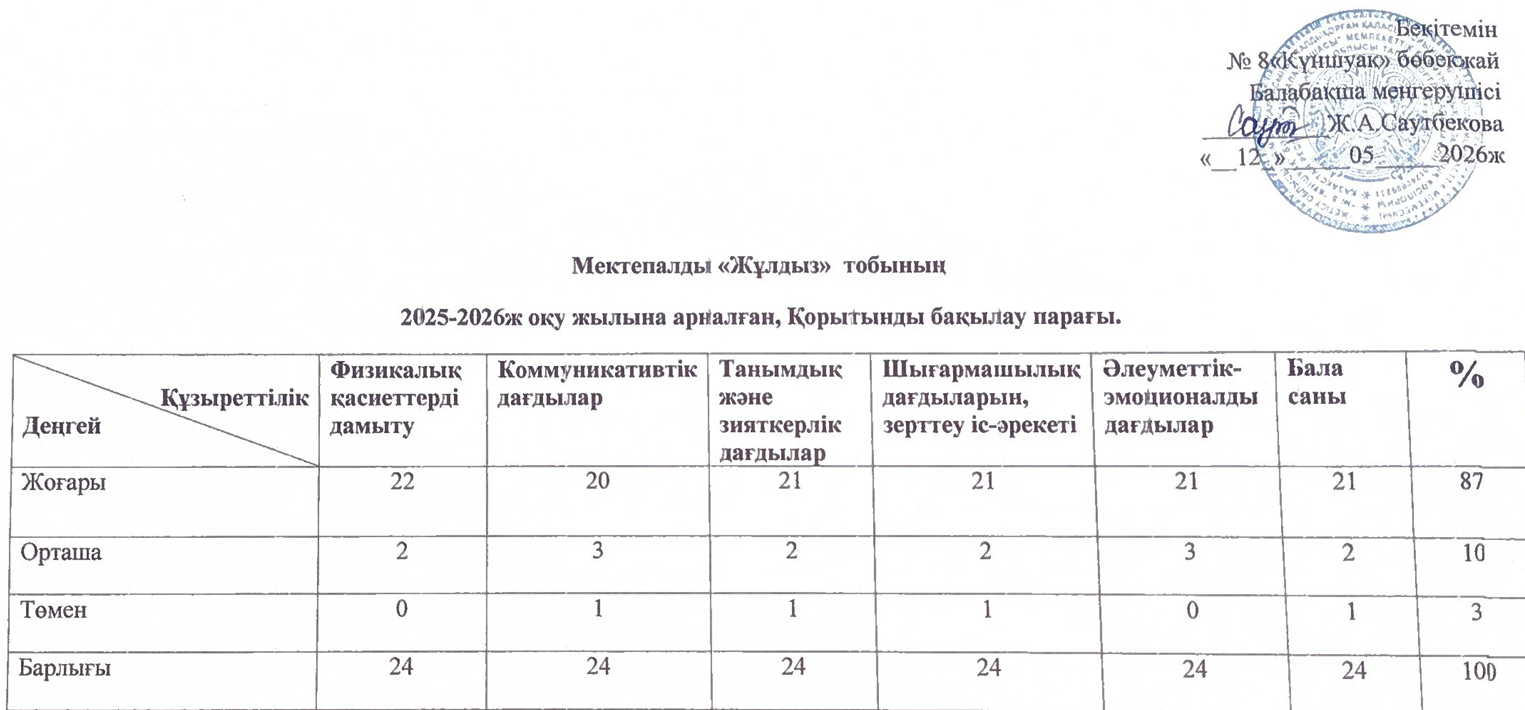 Бекітемін
№ 8«Күншуақ» бөбекжай
Балабақша меңгерушісі
Ж.А.Саутбекова
«__12_»______05______2026ж
Мектепалды «Жұлдыз» тобының
2025-2026ж оқу жылына арналған, Қорытынды бақылау парағы.
Құзыреттілік
Деңгей
Физикалық қасиеттерді дамыту
Коммуникативтік дағдылар
Танымдық және зияткерлік дағдылар
Шығармашылық дағдыларын, зерттеу іс-әрекеті
Әлеуметтік-эмоционалды дағдылар
Бала саны
%
Жоғары 22 20 21 21 21 21 87
Орташа 2 3 2 2 3 2 10
Төмен 0 1 1 1 0 1 3
Барлығы 24 24 24 24 24 24 100